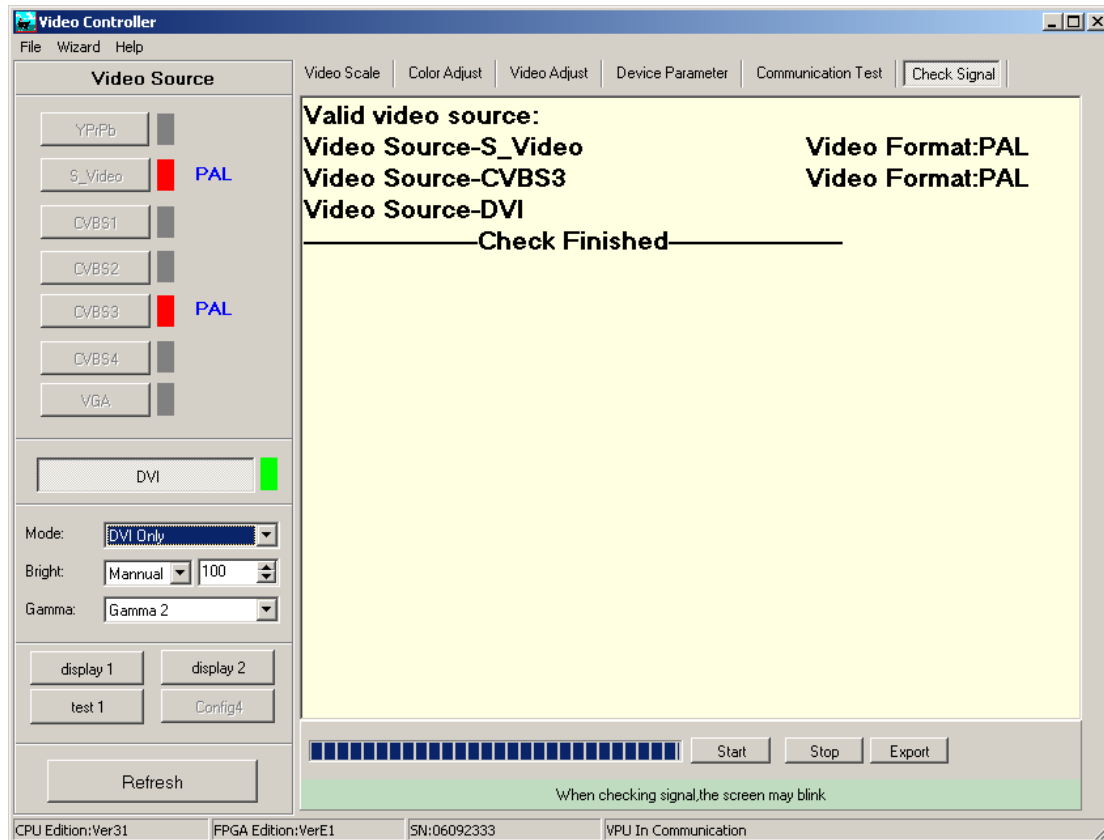 Video Controller
File Wizard Help
Video Source
YPrPb
S_Video PAL
CVBS1
CVBS2
CVBS3 PAL
CVBS4
VGA
DVI
Mode: DVI Only
Bright: Mannual 100
Gamma: Gamma 2
display 1 display 2
test 1 Config4
Refresh
Video Scale Color Adjust Video Adjust Device Parameter Communication Test Check Signal
Valid video source:
Video Source-S_Video Video Format:PAL
Video Source-CVBS3 Video Format:PAL
Video Source-DVI
——————Check Finished——————
Start Stop Export
When checking signal,the screen may blink
CPU Edition:Ver31 FPGA Edition:VerE1 SN:06092333 VPU In Communication